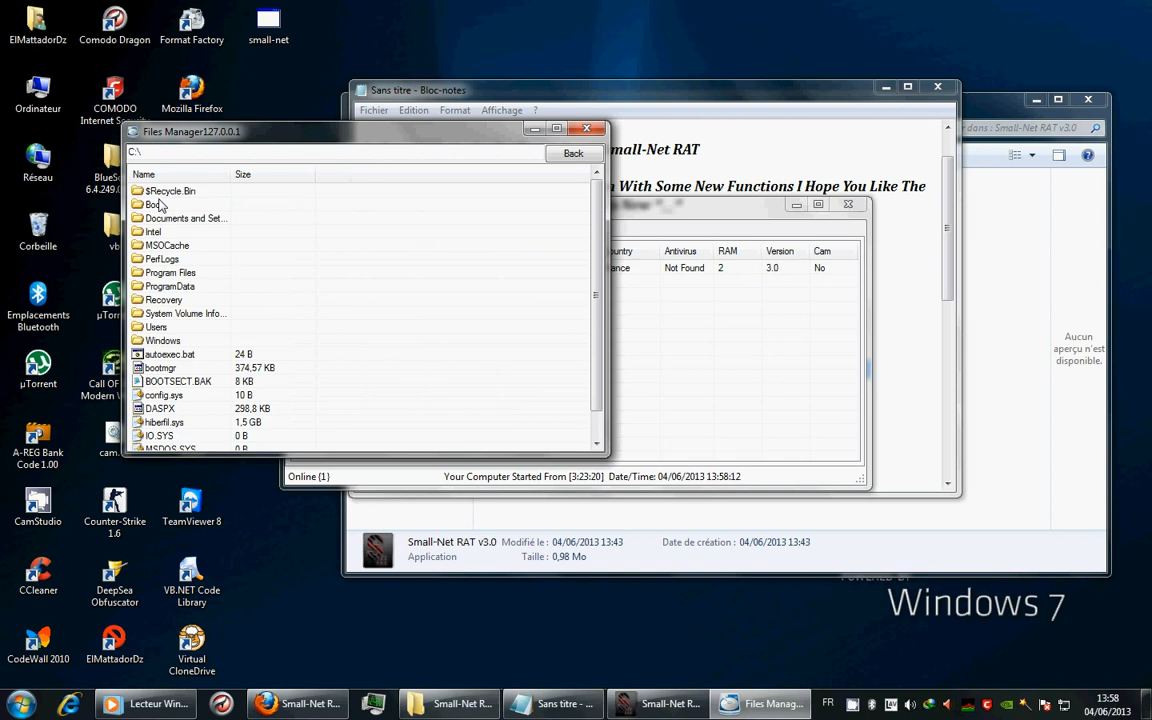 ElMattadorDz
Comodo Dragon
Format Factory
small-net
Ordinateur
COMODO
Internet Securi
Mozilla Firefox
Réseau
BlueSo
6.4.249.0
Corbeille
vb
Emplacements
Bluetooth
µTorr
µTorrent
Call OF
Modern W
A-REG Bank
Code 1.00
cam.
CamStudio
Counter-Strike
1.6
TeamViewer 8
CCleaner
DeepSea
Obfuscator
VB.NET Code
Library
CodeWall 2010
ElMattadorDz
Virtual
CloneDrive
Sans titre - Bloc-notes
Fichier Edition Format Affichage ?
mall-Net RAT
With Some New Functions I Hope You Like The
dans : Small-Net RAT v3.0
Files Manager127.0.0.1
C:\
Back
Name Size
$Recycle.Bin
Documents and Set...
Intel
MSOCache
PerfLogs
Program Files
ProgramData
Recovery
System Volume Info...
Users
Windows
autoexec.bat 24 B
bootmgr 374,57 KB
BOOTSECT.BAK 8 KB
config.sys 10 B
DASPX 298,8 KB
hiberfil.sys 1,5 GB
IO.SYS 0 B
MSDOS.SYS 0 B
ountry Antivirus RAM Version Cam
ance Not Found 2 3.0 No
Online {1} Your Computer Started From [3:23:20] Date/Time: 04/06/2013 13:58:12
Aucun
aperçu n'est
disponible.
Small-Net RAT v3.0 Modifié le : 04/06/2013 13:43 Date de création : 04/06/2013 13:43
Application Taille : 0,98 Mo
POWERED BY
Windows 7
Lecteur Win...
Small-Net R...
Small-Net R...
Sans titre - ...
Small-Net R...
Files Manag...
FR
13:58
04/06/2013